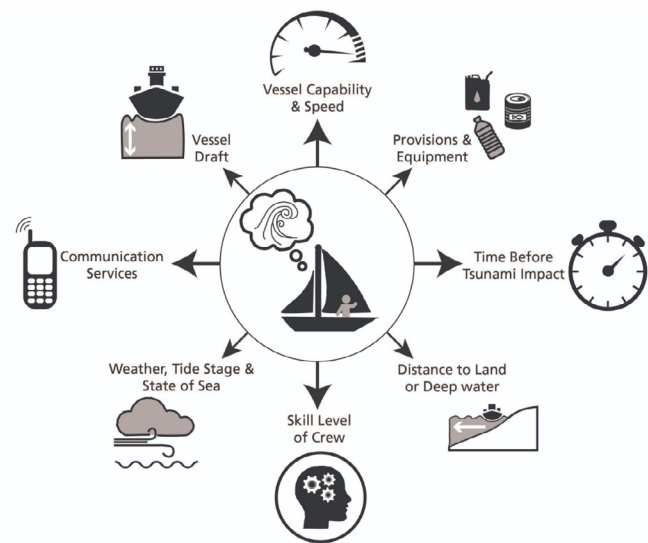 Vessel Capability
& Speed
Provisions &
Equipment
Time Before
Tsunami Impact
Distance to Land
or Deep water
Skill Level
of Crew
Weather, Tide Stage &
State of Sea
Communication
Services
Vessel
Draft